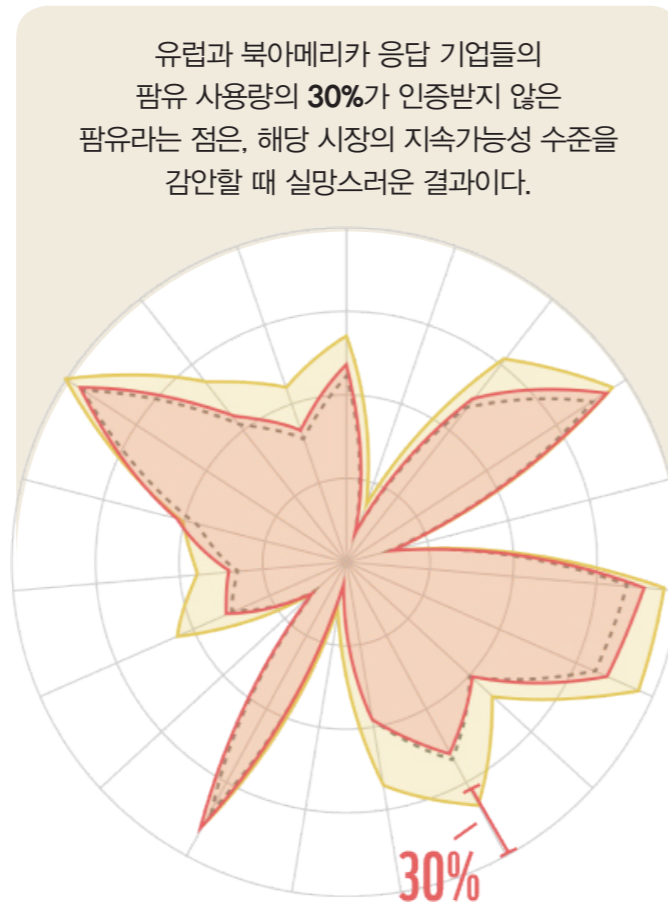 유럽과 북아메리카 응답 기업들의
팜유 사용량의 30%가 인증받지 않은
팜유라는 점은, 해당 시장의 지속가능성 수준을
감안할 때 실망스러운 결과이다.
30%